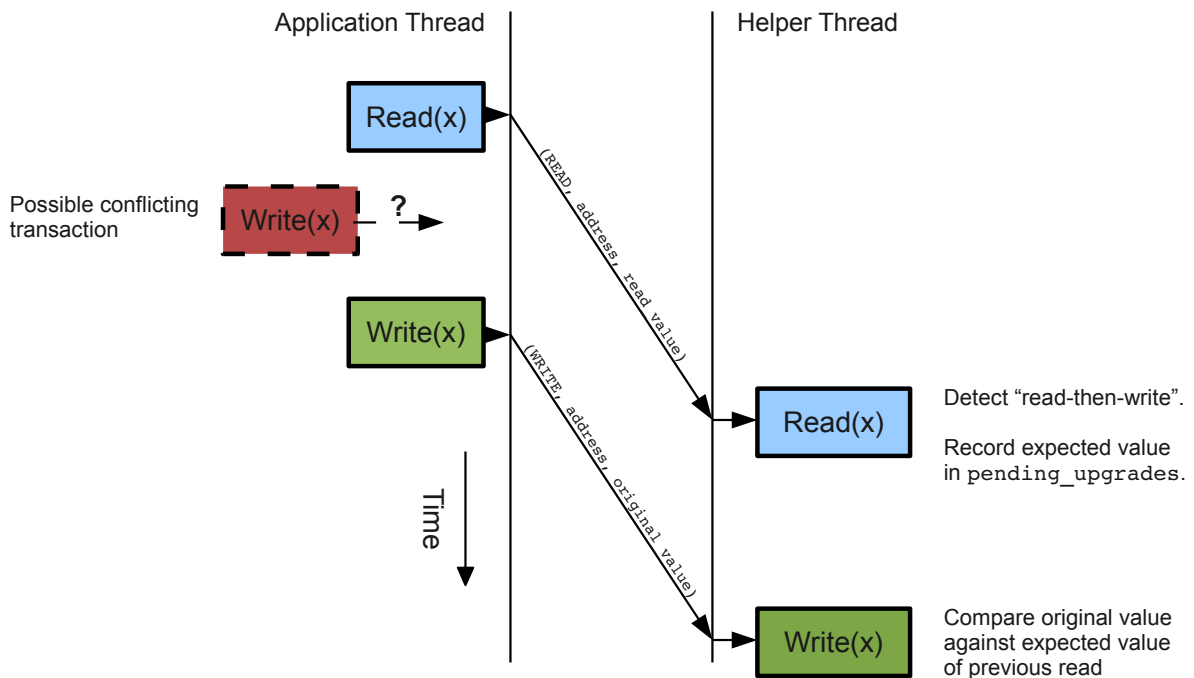 Application Thread
Helper Thread
Read(x)
(READ, address, read value)
Possible conflicting
transaction
Write(x)
?
Write(x)
(WRITE, address, original value)
Read(x)
Detect “read-then-write”.
Record expected value
in pending_upgrades.
Time
Write(x)
Compare original value
against expected value
of previous read